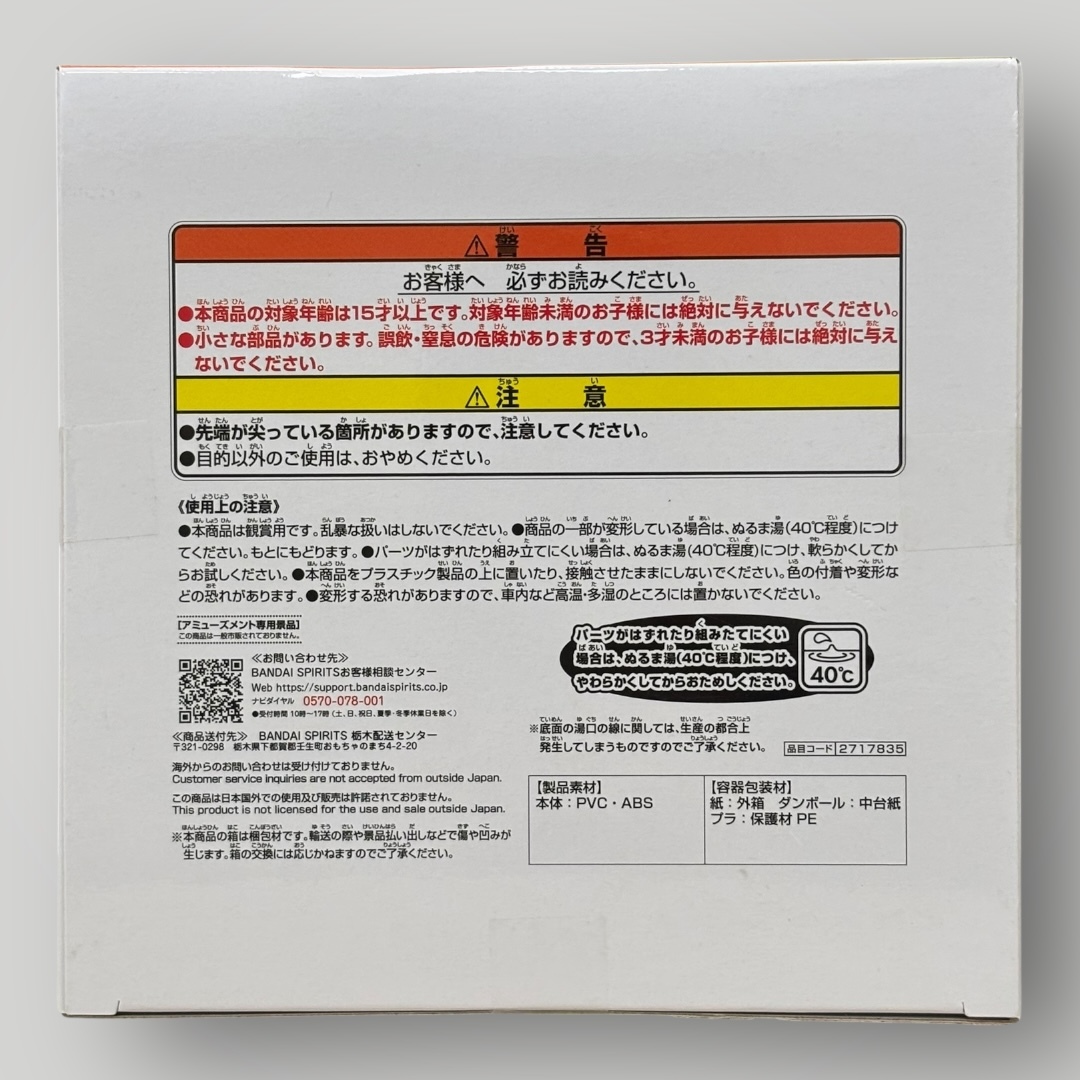 ⚠警告
お客様へ 必ずお読みください。
●本商品の対象年齢は15才以上です。対象年齢未満のお子様には絶対に与えないでください。
●小さな部品があります。誤飲・窒息の危険がありますので、3才未満のお子様には絶対に与え
ないでください。
⚠注意
●先端が尖っている箇所がありますので、注意してください。
●目的以外のご使用は、おやめください。
《使用上の注意》
●本商品は観賞用です。乱暴な扱いはしないでください。●商品の一部が変形している場合は、ぬるま湯(40℃程度)につけ
てください。もとにもどります。●パーツがはずれたり組み立てにくい場合は、ぬるま湯(40℃程度)につけ、軟らかくしてか
らお試しください。●本商品をプラスチック製品の上に置いたり、接触させたままにしないでください。色の付着や変形な
どの恐れがあります。●変形する恐れがありますので、車内など高温・多湿のところには置かないでください。
【アミューズメント専用景品】
この商品は一般市販されておりません。
≪お問い合わせ先≫
BANDAI SPIRITSお客様相談センター
Web https://support.bandaispirits.co.jp
ナビダイヤル 0570-078-001
●受付時間 10時〜17時(土、日、祝日、夏季・冬季休業日を除く)
≪商品送付先≫ BANDAI SPIRITS 栃木配送センター
〒321-0298 栃木県下都賀郡壬生町おもちゃのまち4-2-20
海外からのお問い合わせは受け付けておりません。
Customer service inquiries are not accepted from outside Japan.
この商品は日本国外での使用及び販売は許諾されておりません。
This product is not licensed for the use and sale outside Japan.
※本商品の箱は梱包材です。輸送の際や景品払い出しなどで傷や凹みが
生じます。箱の交換には応じかねますのでご了承ください。
パーツがはずれたり組みたてにくい
場合は、ぬるま湯(40℃程度)につけ、
やわらかくしてからおためしください。
40℃
※底面の湯口の線に関しては、生産の都合上
発生してしまうものですのでご了承ください。
品目コード 2717835
【製品素材】
本体：PVC・ABS
【容器包装材】
紙：外箱 ダンボール：中台紙
プラ：保護材 PE